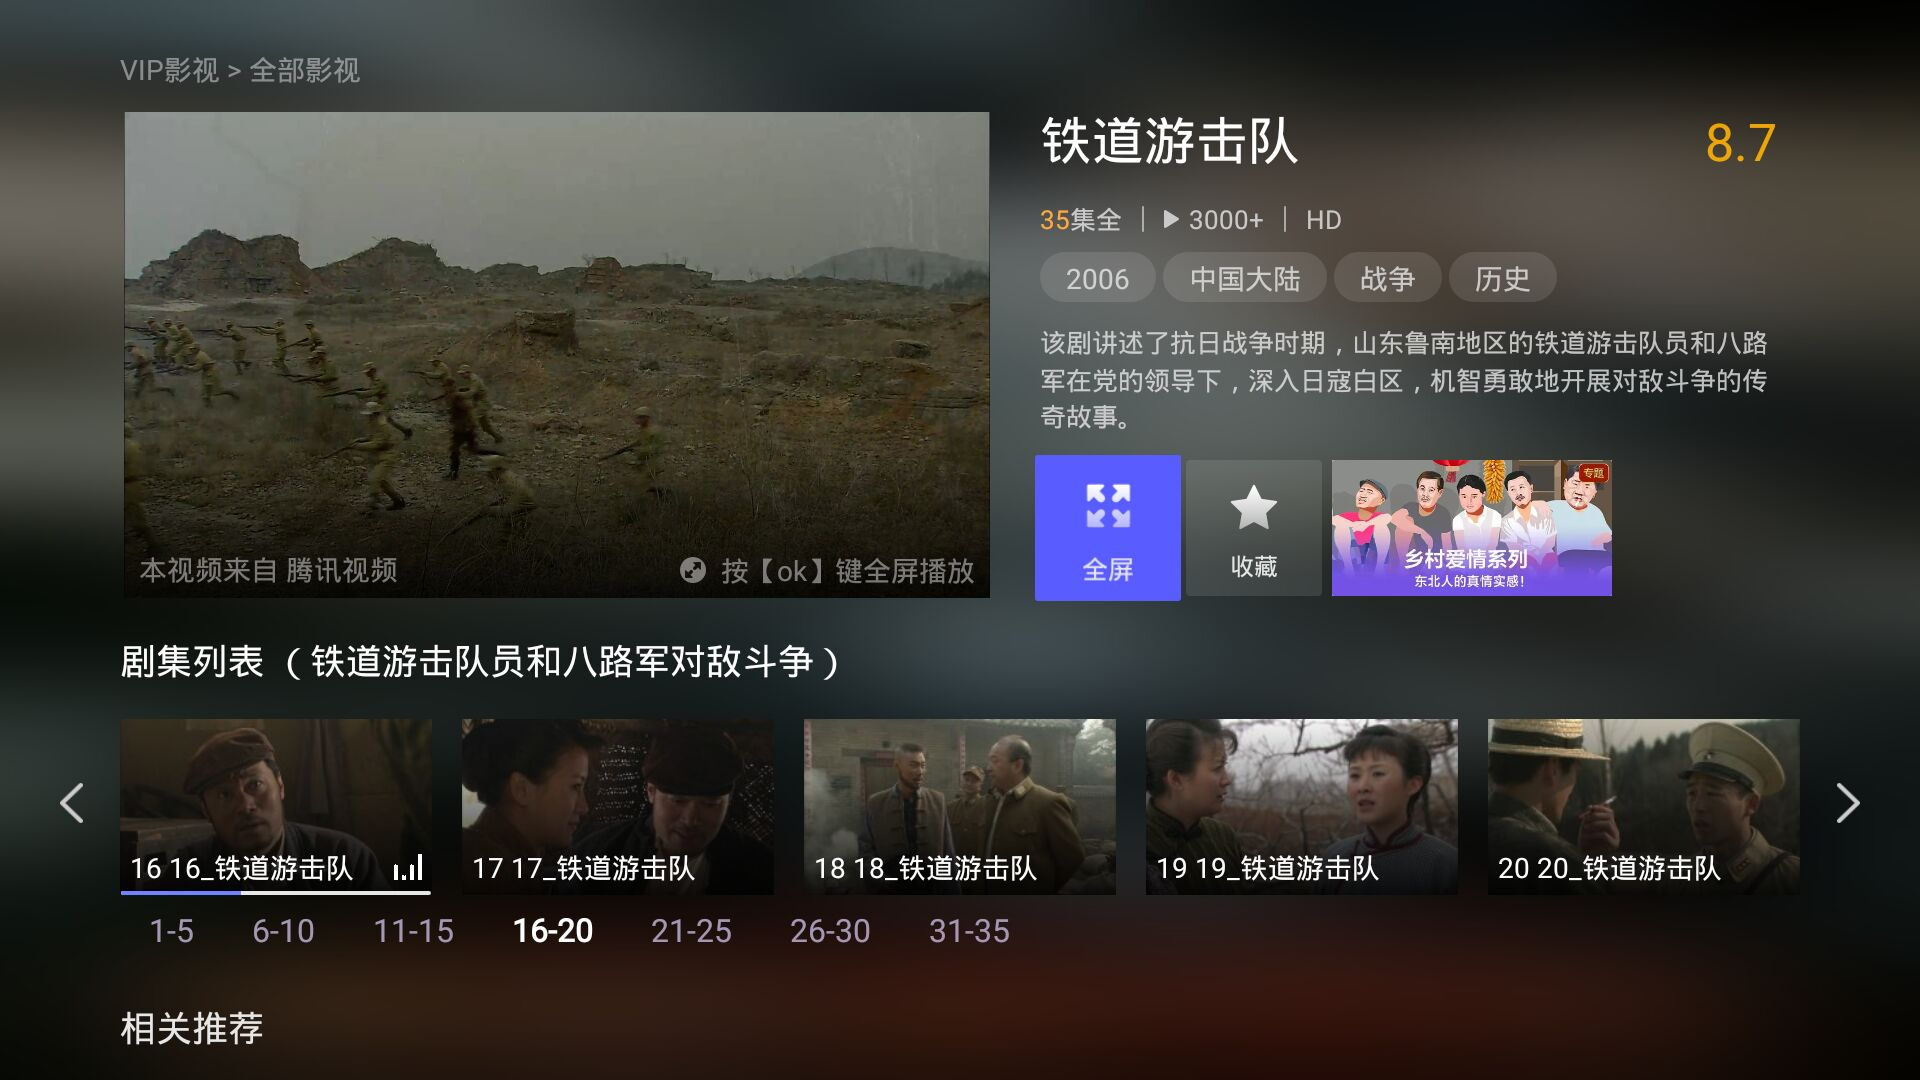 VIP影视 > 全部影视
铁道游击队
8.7
35集全 | 3000+ | HD
2006 中国大陆 战争 历史
该剧讲述了抗日战争时期，山东鲁南地区的铁道游击队员和八路
军在党的领导下，深入日寇白区，机智勇敢地开展对敌斗争的传
奇故事。
本视频来自 腾讯视频
按【ok】键全屏播放
全屏
收藏
专题
乡村爱情系列
东北人的真情实感！
剧集列表 （铁道游击队员和八路军对敌斗争）
16 16_铁道游击队
17 17_铁道游击队
18 18_铁道游击队
19 19_铁道游击队
20 20_铁道游击队
1-5 6-10 11-15 16-20 21-25 26-30 31-35
相关推荐